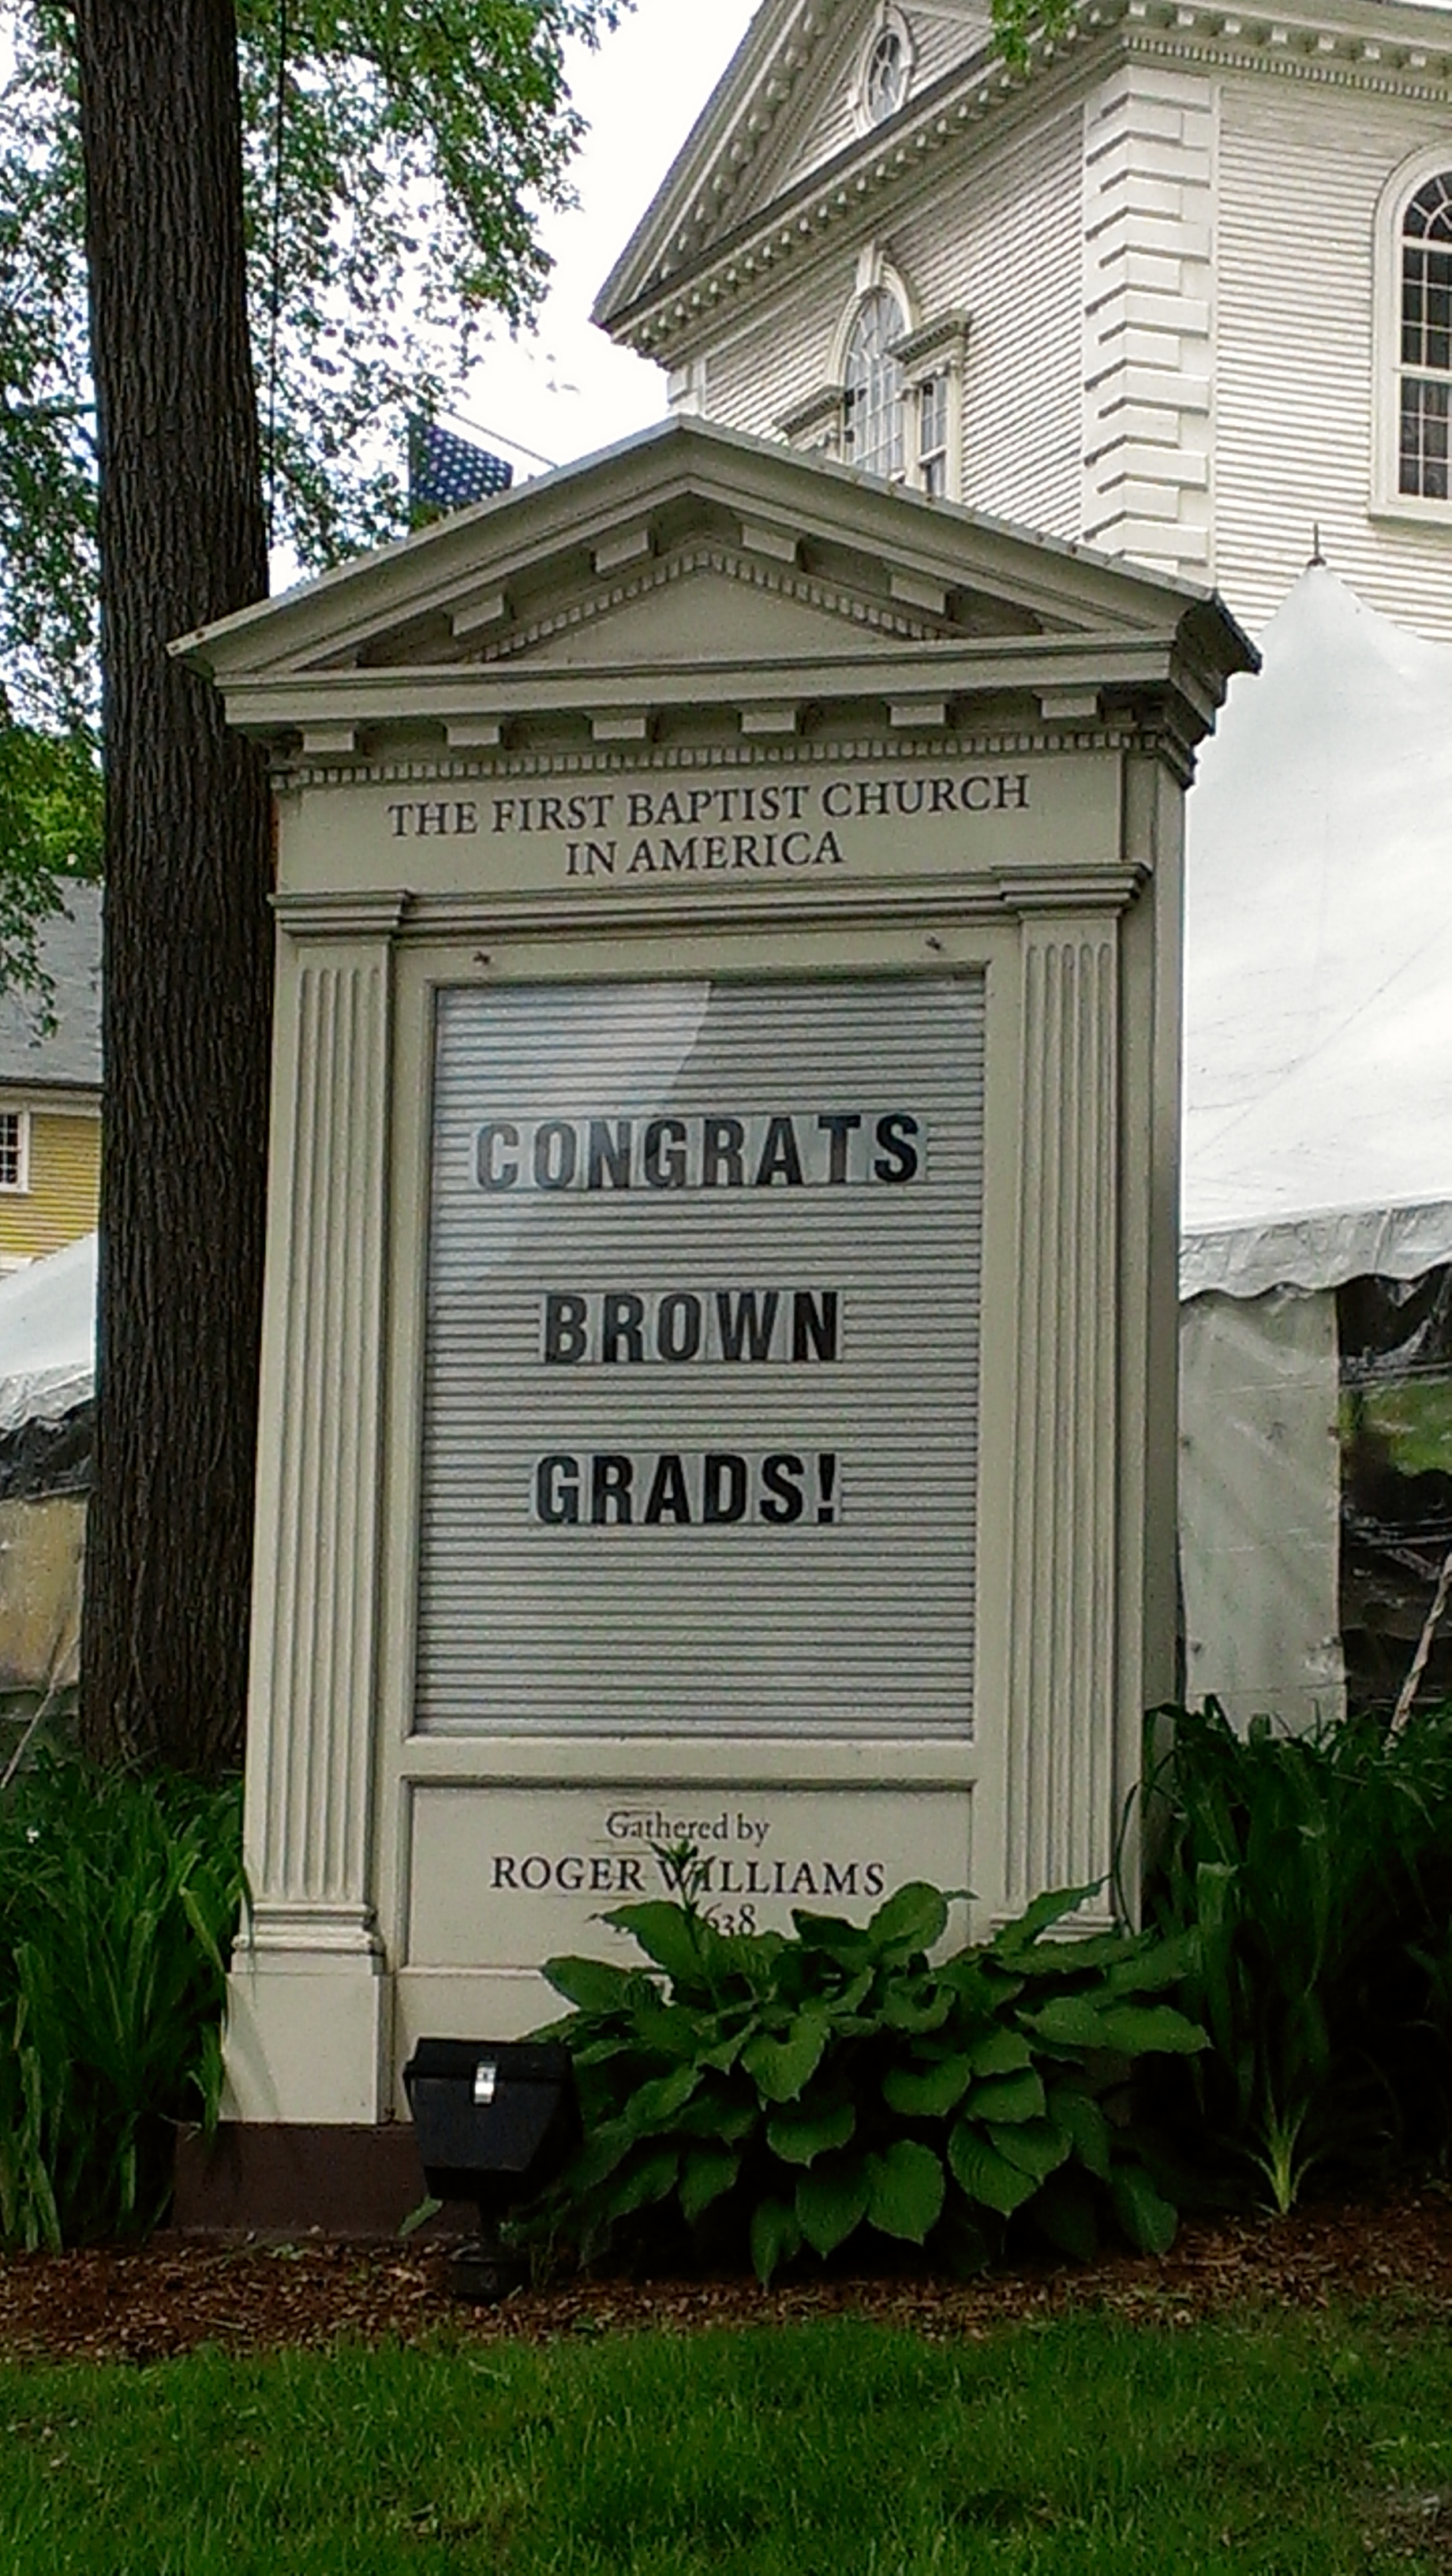 THE FIRST BAPTIST CHURCH
IN AMERICA
CONGRATS
BROWN
GRADS!
Gathered by
ROGER WILLIAMS